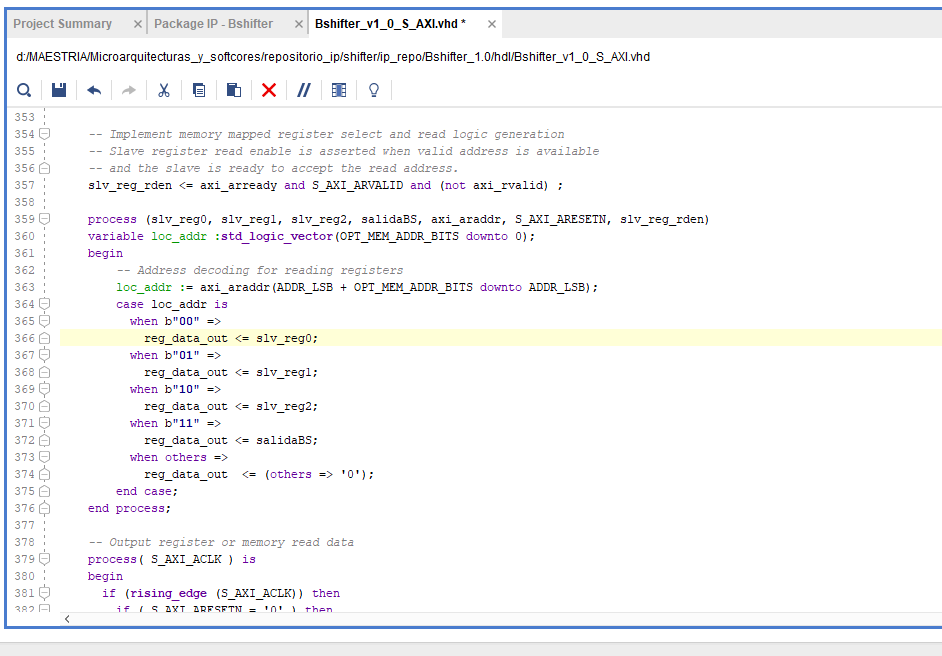 Project Summary × Package IP - Bshifter × Bshifter_v1_0_S_AXI.vhd * ×
d:/MAESTRIA/Microarquitecturas_y_softcores/repositorio_ip/shifter/ip_repo/Bshifter_1.0/hdl/Bshifter_v1_0_S_AXI.vhd
353
354 -- Implement memory mapped register select and read logic generation
355 -- Slave register read enable is asserted when valid address is available
356 -- and the slave is ready to accept the read address.
357 slv_reg_rden <= axi_arready and S_AXI_ARVALID and (not axi_rvalid) ;
358
359 process (slv_reg0, slv_reg1, slv_reg2, salidaBS, axi_araddr, S_AXI_ARESETN, slv_reg_rden)
360 variable loc_addr :std_logic_vector(OPT_MEM_ADDR_BITS downto 0);
361 begin
362 -- Address decoding for reading registers
363 loc_addr := axi_araddr(ADDR_LSB + OPT_MEM_ADDR_BITS downto ADDR_LSB);
364 case loc_addr is
365 when b"00" =>
366 reg_data_out <= slv_reg0;
367 when b"01" =>
368 reg_data_out <= slv_reg1;
369 when b"10" =>
370 reg_data_out <= slv_reg2;
371 when b"11" =>
372 reg_data_out <= salidaBS;
373 when others =>
374 reg_data_out  <= (others => '0');
375 end case;
376 end process;
377
378 -- Output register or memory read data
379 process( S_AXI_ACLK ) is
380 begin
381 if (rising_edge (S_AXI_ACLK)) then
382 if ( S_AXI_ARESETN = '0' ) then